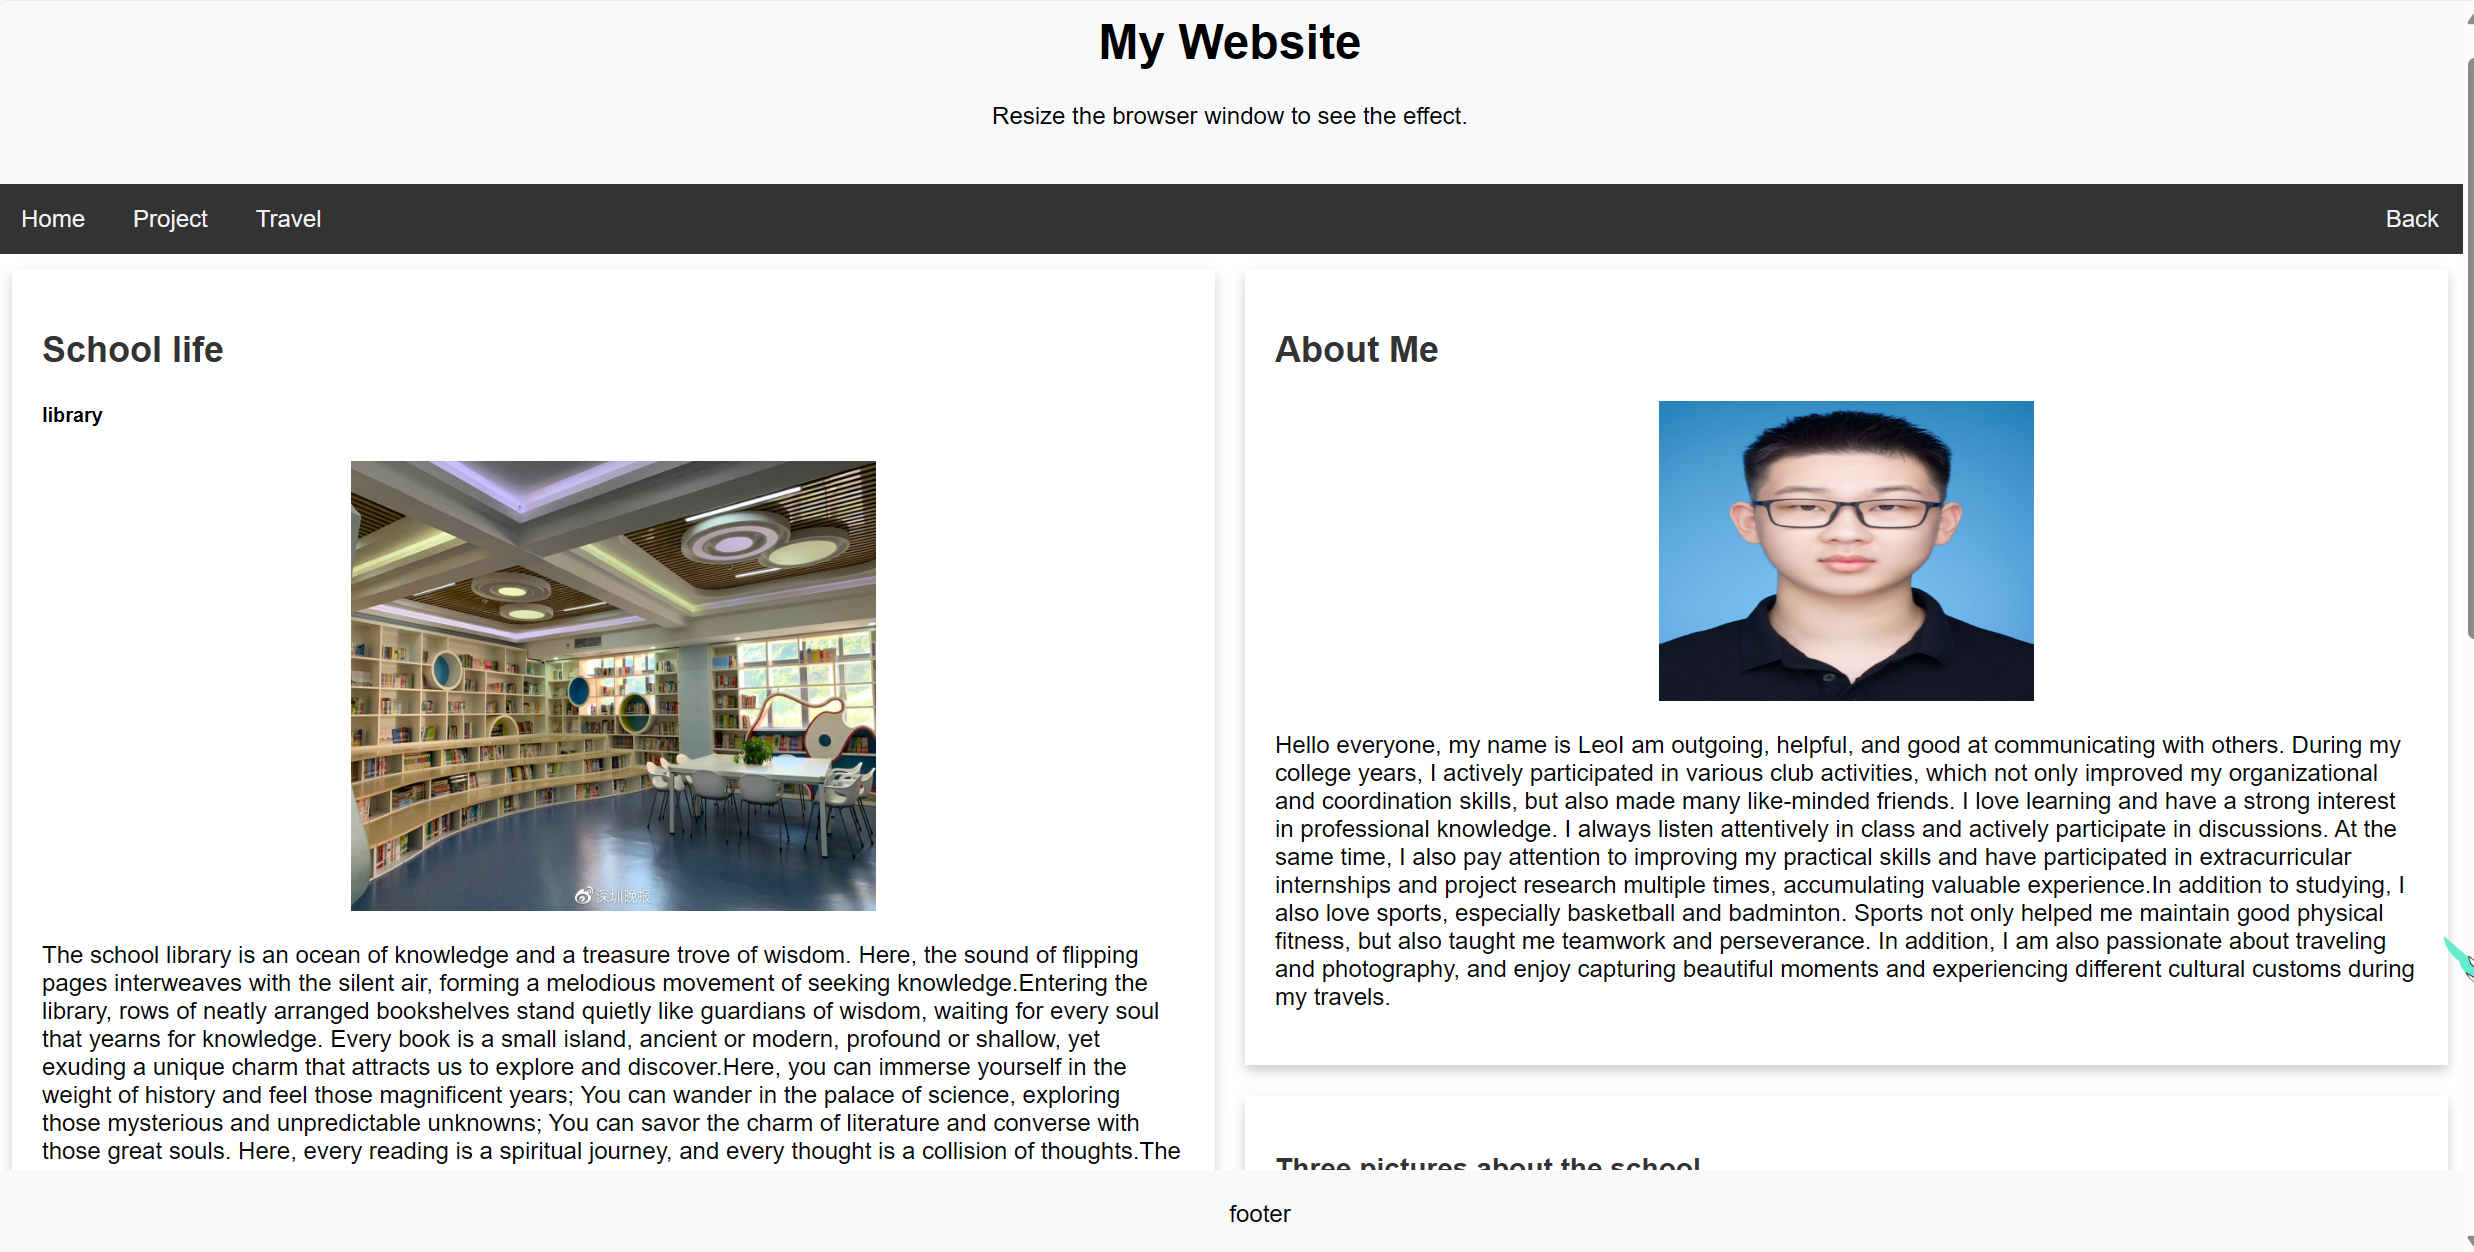 My Website
Resize the browser window to see the effect.
Home Project Travel Back
School life
library
深圳晚报
The school library is an ocean of knowledge and a treasure trove of wisdom. Here, the sound of flipping
pages interweaves with the silent air, forming a melodious movement of seeking knowledge.Entering the
library, rows of neatly arranged bookshelves stand quietly like guardians of wisdom, waiting for every soul
that yearns for knowledge. Every book is a small island, ancient or modern, profound or shallow, yet
exuding a unique charm that attracts us to explore and discover.Here, you can immerse yourself in the
weight of history and feel those magnificent years; You can wander in the palace of science, exploring
those mysterious and unpredictable unknowns; You can savor the charm of literature and converse with
those great souls. Here, every reading is a spiritual journey, and every thought is a collision of thoughts.The
About Me
Hello everyone, my name is LeoI am outgoing, helpful, and good at communicating with others. During my
college years, I actively participated in various club activities, which not only improved my organizational
and coordination skills, but also made many like-minded friends. I love learning and have a strong interest
in professional knowledge. I always listen attentively in class and actively participate in discussions. At the
same time, I also pay attention to improving my practical skills and have participated in extracurricular
internships and project research multiple times, accumulating valuable experience.In addition to studying, I
also love sports, especially basketball and badminton. Sports not only helped me maintain good physical
fitness, but also taught me teamwork and perseverance. In addition, I am also passionate about traveling
and photography, and enjoy capturing beautiful moments and experiencing different cultural customs during
my travels.
Three pictures about the school
footer